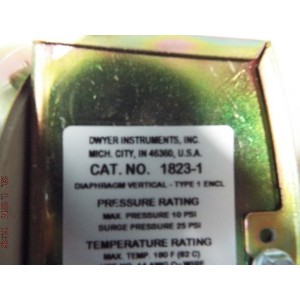 DWYER INSTRUMENTS, INC.
MICH. CITY, IN 46360, U.S.A.
CAT. NO. 1823-1
DIAPHRAGM VERTICAL - TYPE 1 ENCL
PRESSURE RATING
MAX. PRESSURE 10 PSI
SURGE PRESSURE 25 PSI
TEMPERATURE RATING
MAX. TEMP. 180 F (82 C)